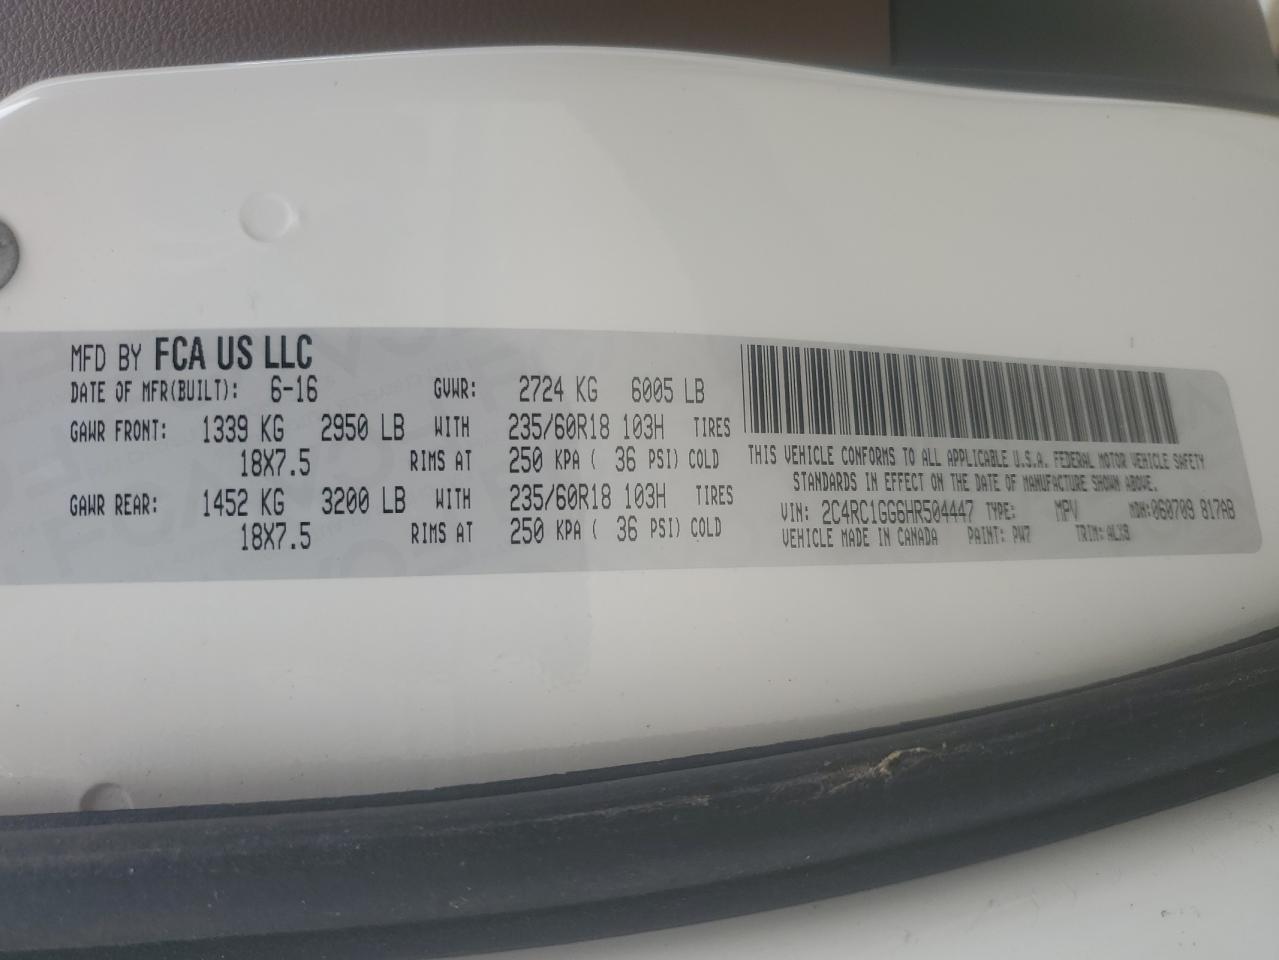 MFD BY FCA US LLC
DATE OF MFR(BUILT): 6-16 GVWR: 2724 KG 6005 LB
GAWR FRONT: 1339 KG 2950 LB WITH 235/60R18 103H TIRES
18X7.5 RIMS AT 250 KPA ( 36 PSI) COLD
GAWR REAR: 1452 KG 3200 LB WITH 235/60R18 103H TIRES
18X7.5 RIMS AT 250 KPA ( 36 PSI) COLD
THIS VEHICLE CONFORMS TO ALL APPLICABLE U.S.A. FEDERAL MOTOR VEHICLE SAFETY
STANDARDS IN EFFECT ON THE DATE OF MANUFACTURE SHOWN ABOVE.
VIN: 2C4RC1GG6HR504447 TYPE: MPV MDH:060709 817AB
VEHICLE MADE IN CANADA PAINT: PW7 TRIM: